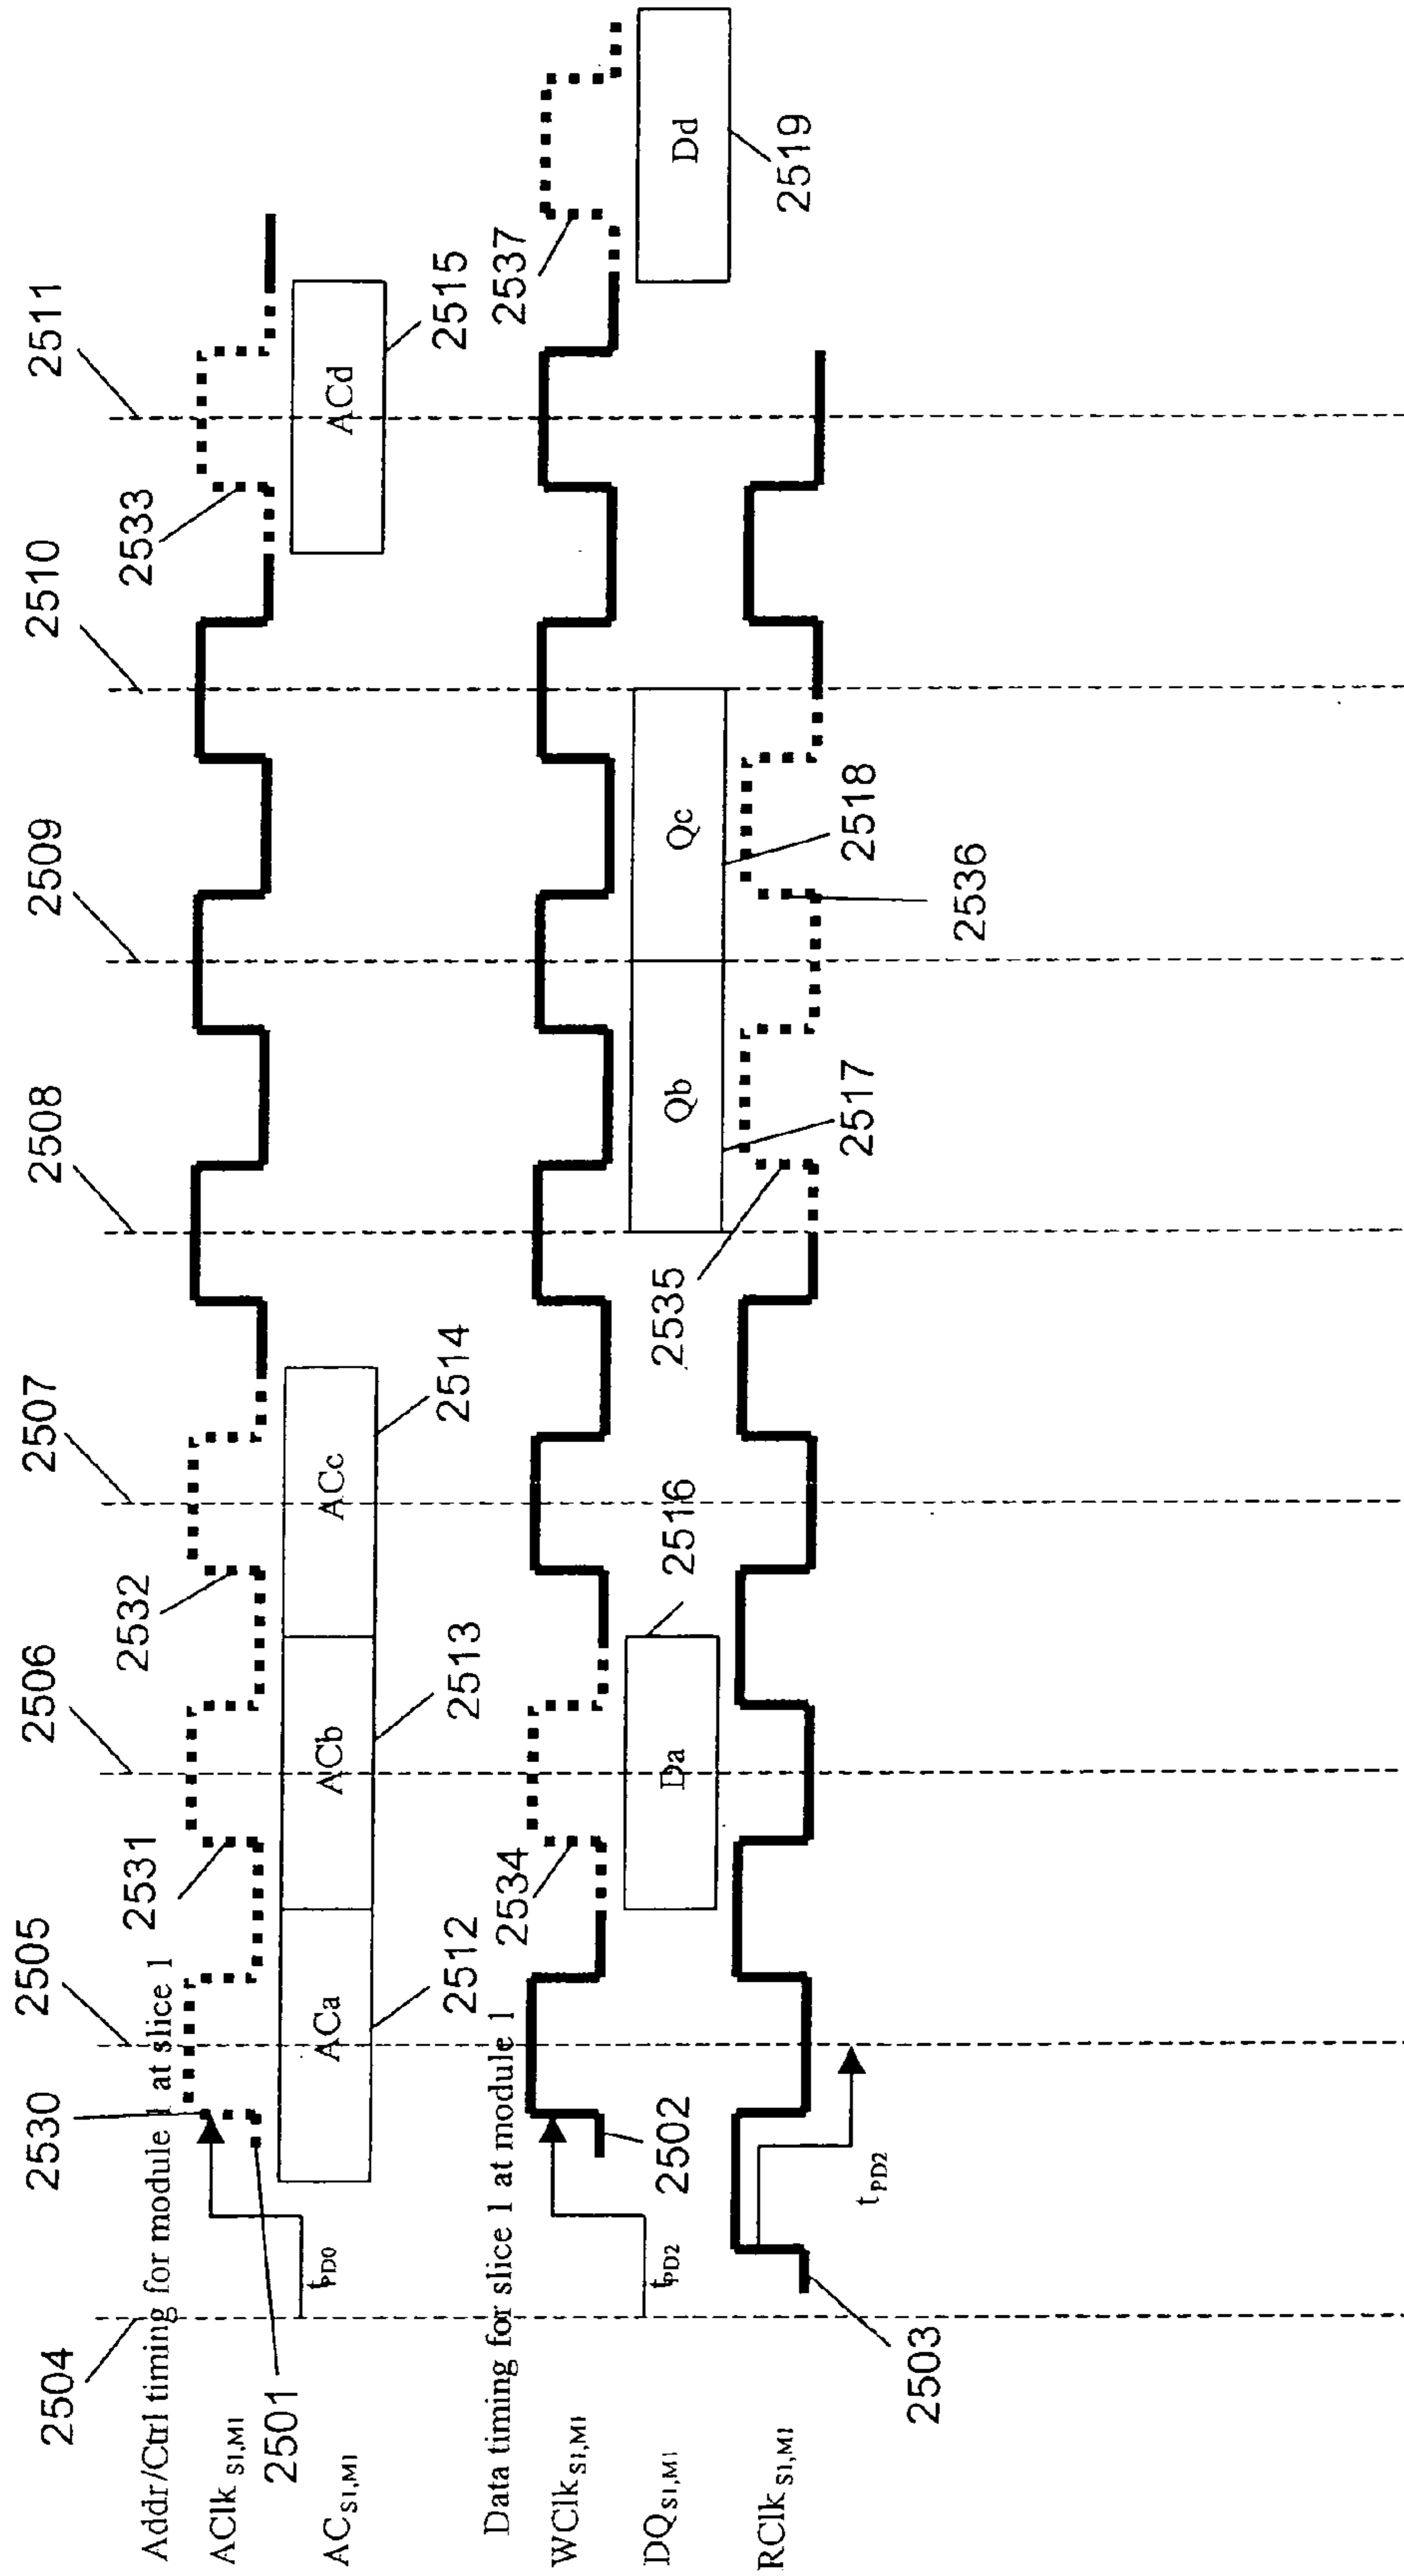 2504
2505
2506
2507
2508
2509
2510
2511
Addr/Ctrl timing for module 1 at slice 1
2530
2531
2532
2533
AClk S1,M1
2501
t PD0
AC S1,M1
ACa
ACb
ACc
ACd
2512
2513
2514
2515
Data timing for slice 1 at module 1
2534
2537
WClk S1,M1
2502
t PD2
DQ S1,M1
Da
2516
Qb
Qc
Dd
2535
2517
2518
2519
RClk S1,M1
t PD2
2503
2536